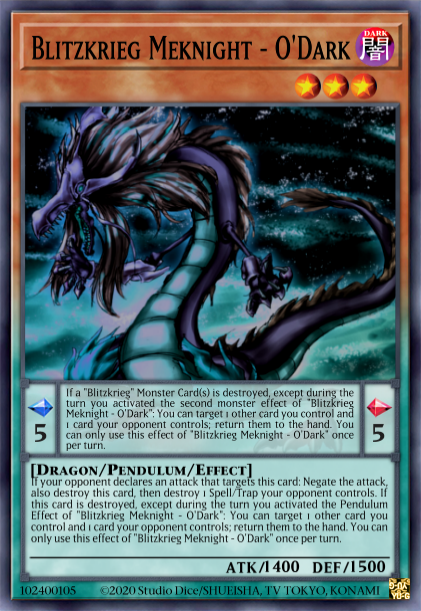 Blitzkrieg Meknight - O'Dark
DARK
闇
If a "Blitzkrieg" Monster Card(s) is destroyed, except during the
turn you activated the second monster effect of "Blitzkrieg
Meknight - O'Dark": You can target 1 other card you control and
1 card your opponent controls; return them to the hand. You can
only use this effect of "Blitzkrieg Meknight - O'Dark" once
per turn.
5
5
[Dragon/Pendulum/Effect]
If your opponent declares an attack that targets this card: Negate the attack,
also destroy this card, then destroy 1 Spell/Trap your opponent controls. If
this card is destroyed, except during the turn you activated the Pendulum
Effect of "Blitzkrieg Meknight - O'Dark": You can target 1 other card you
control and 1 card your opponent controls; return them to the hand. You can
only use this effect of "Blitzkrieg Meknight - O'Dark" once per turn.
ATK/1400 DEF/1500
102400105
©2020 Studio Dice/SHUEISHA, TV TOKYO, KONAMI